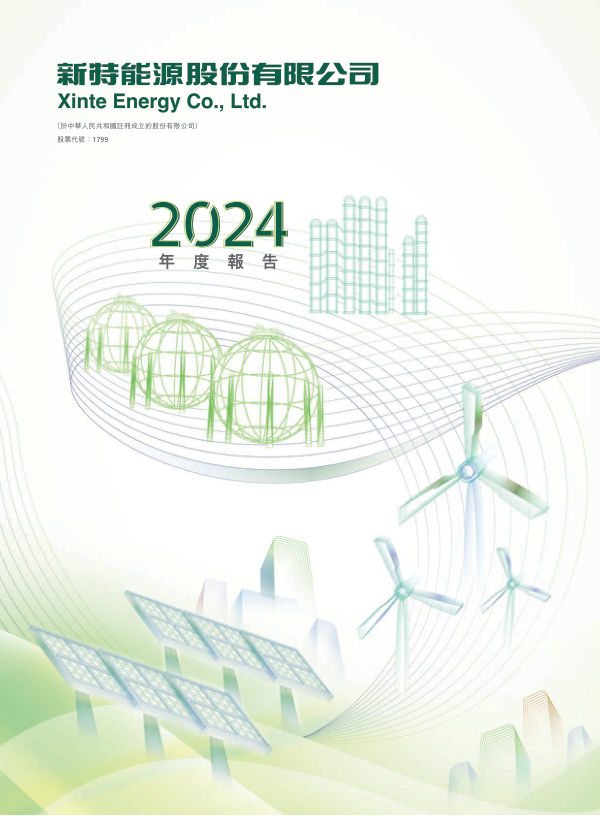 新特能源股份有限公司
Xinte Energy Co., Ltd.
(於中華人民共和國註冊成立的股份有限公司)
股票代號：1799
2024
年度報告